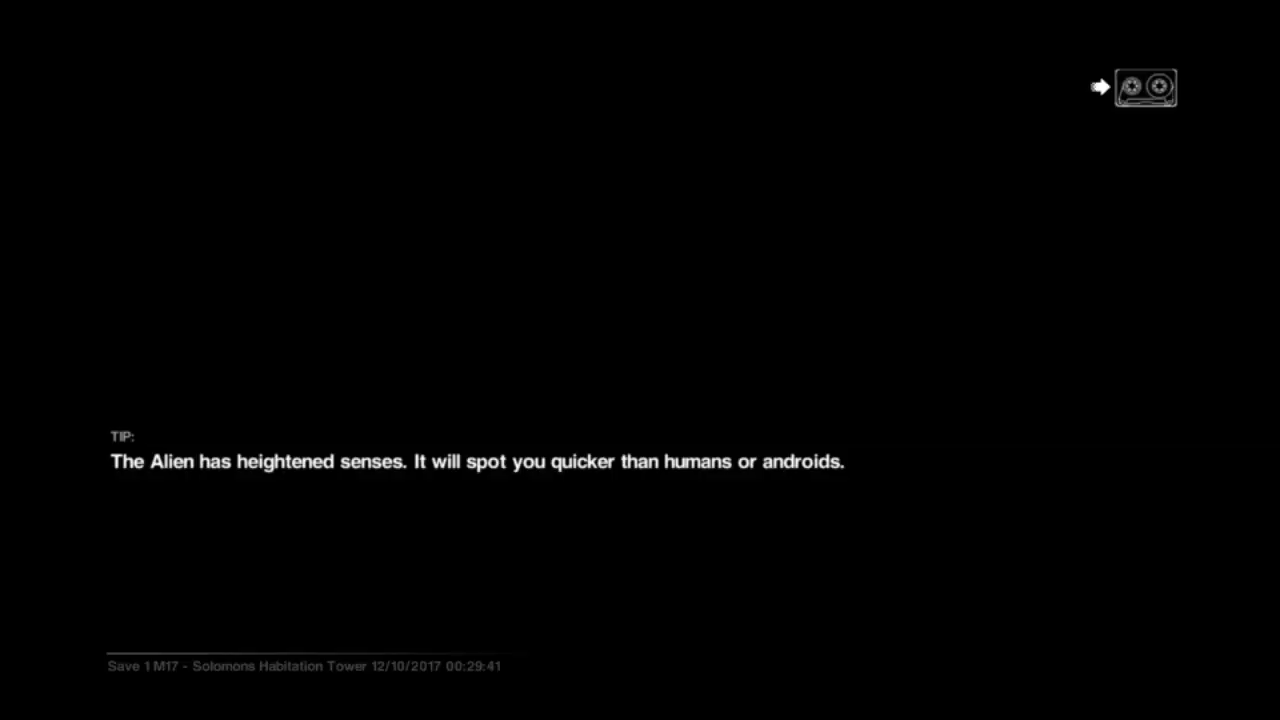 TIP:
The Alien has heightened senses. It will spot you quicker than humans or androids.
Save 1 M17 - Solomons Habitation Tower 12/10/2017 00:29:41